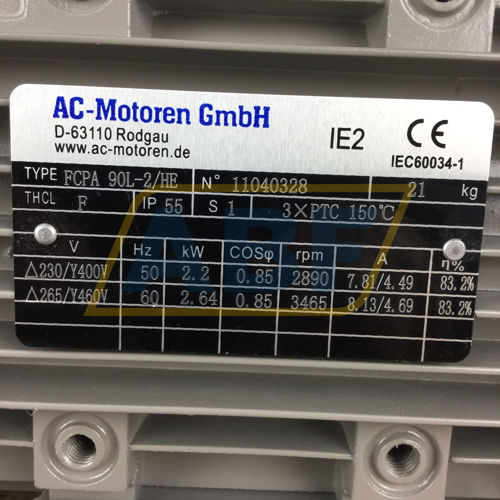 AC-Motoren GmbH
D-63110 Rodgau
www.ac-motoren.de
IE2 CE
IEC60034-1
TYPE FCPA 90L-2/HE N° 11040328 21 kg
THCL F IP 55 S 1 3×PTC 150℃
V Hz kW COSφ rpm A η%
△230/Y400V 50 2.2 0.85 2890 7.81/4.49 83.2%
△265/Y460V 60 2.64 0.85 3465 8.13/4.69 83.2%
ABF